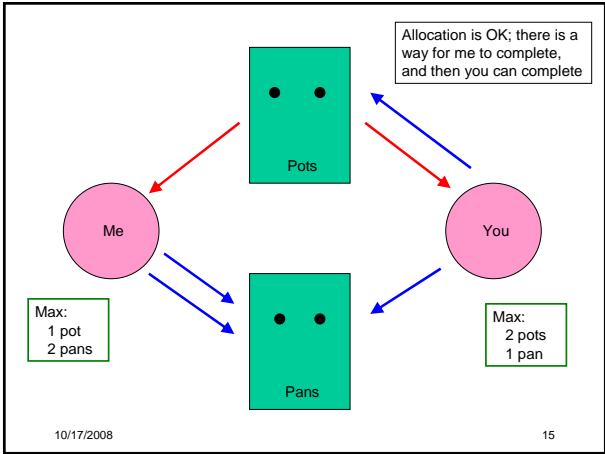 Allocation is OK; there is a
way for me to complete,
and then you can complete
Pots
Me
You
Max:
1 pot
2 pans
Max:
2 pots
1 pan
Pans
10/17/2008
15